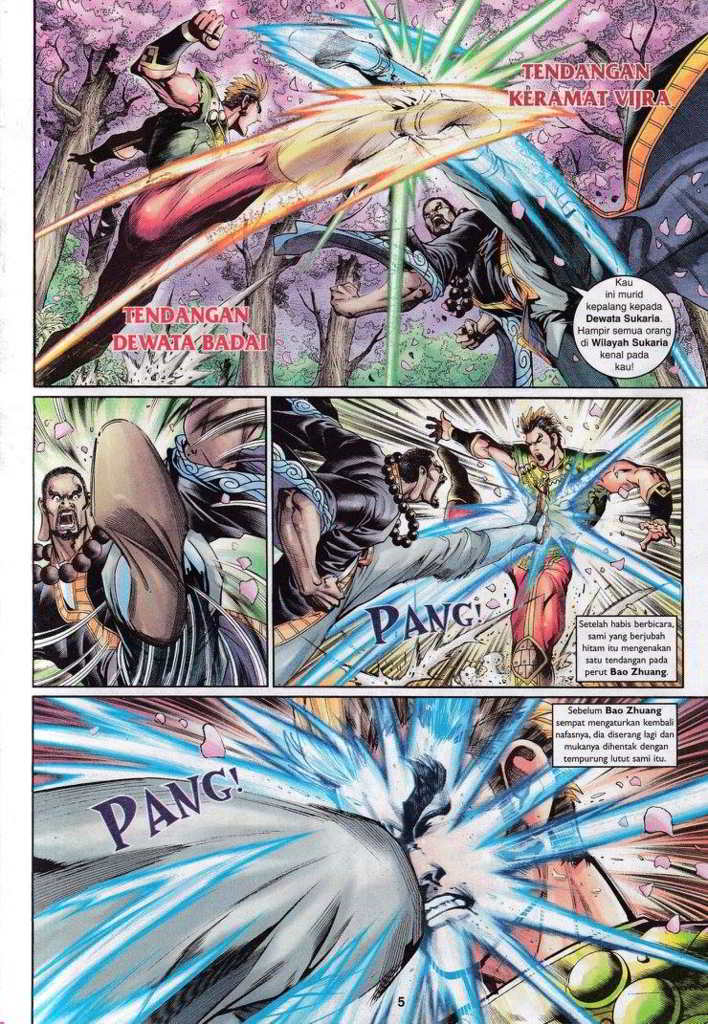 TENDANGAN
KERAMAT VIJRA
TENDANGAN
DEWATA BADAI
Kau
ini murid
kepalang kepada
Dewata Sukaria.
Hampir semua orang
di Wilayah Sukaria
kenal pada
kau!
PANG!
Setelah habis berbicara,
sami yang berjubah
hitam itu mengenakan
satu tendangan pada
perut Bao Zhuang.
Sebelum Bao Zhuang
sempat mengaturkan kembali
nafasnya, dia diserang lagi dan
mukanya dihentak dengan
tempurung lutut sami itu.
PANG!
5